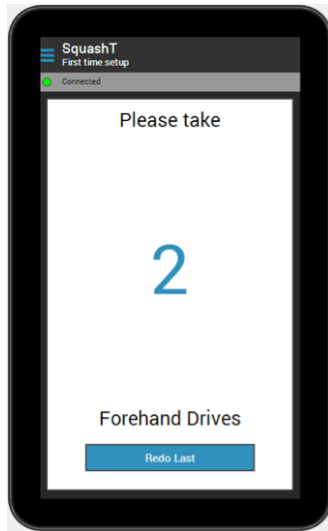 SquashT
First time setup
Connected
Please take
2
Forehand Drives
Redo Last